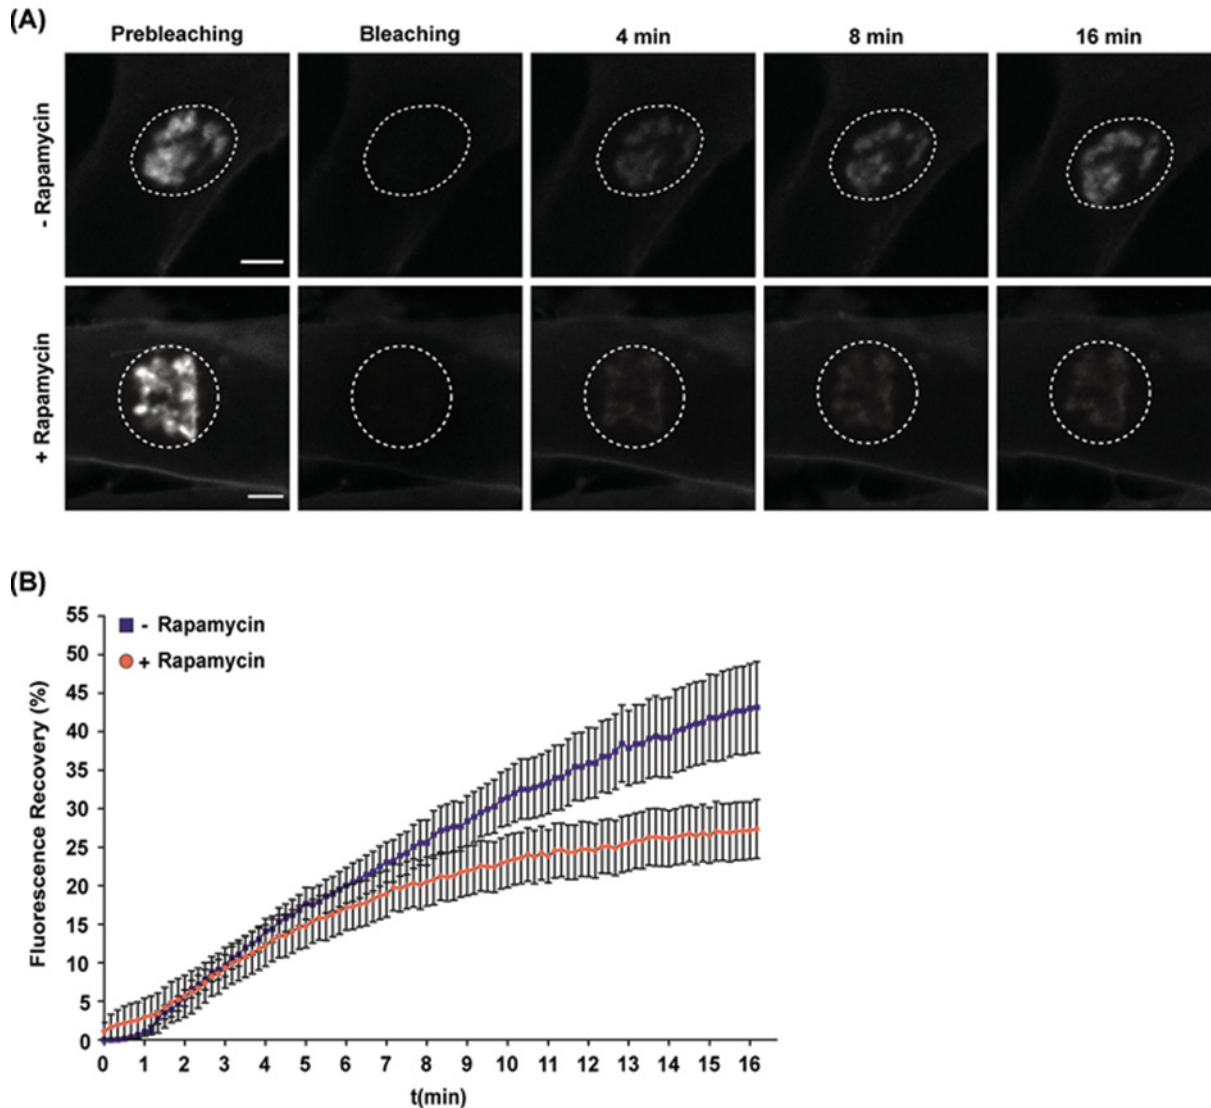 (A)
Prebleaching Bleaching 4 min 8 min 16 min
- Rapamycin
+ Rapamycin
(B)
55
50
45
40
35
30
25
20
15
10
5
0
Fluorescence Recovery (%)
- Rapamycin
+ Rapamycin
0 1 2 3 4 5 6 7 8 9 10 11 12 13 14 15 16
t(min)